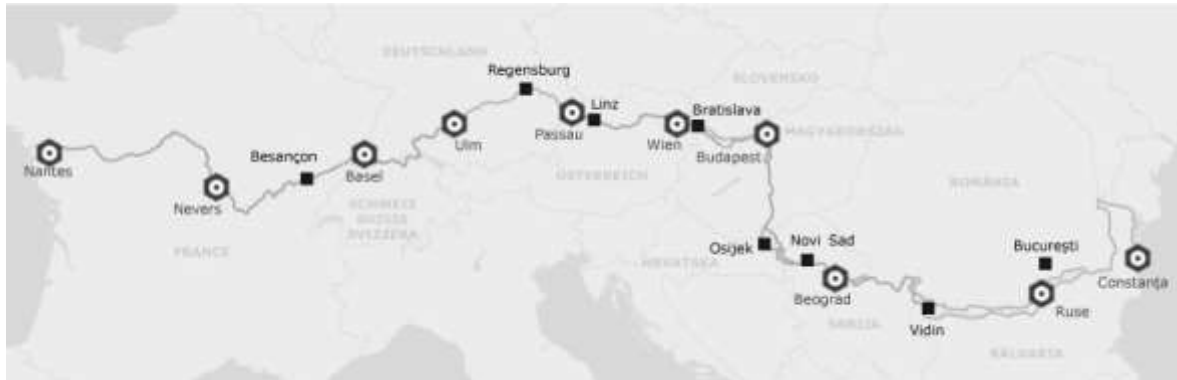 DEUTSCHLAND
Regensburg
SLOVENSKO
Linz
Bratislava
Ulm
Passau
Wien
MAGYARORSZÁG
Budapest
Besançon
Basel
Nantes
ÖSTERREICH
ROMÂNIA
Nevers
SCHWEIZ
SUISSE
SVIZZERA
FRANCE
Osijek
Novi Sad
București
HRVATSKA
Constanța
Beograd
Ruse
SRBIJA
Vidin
BALGARIA